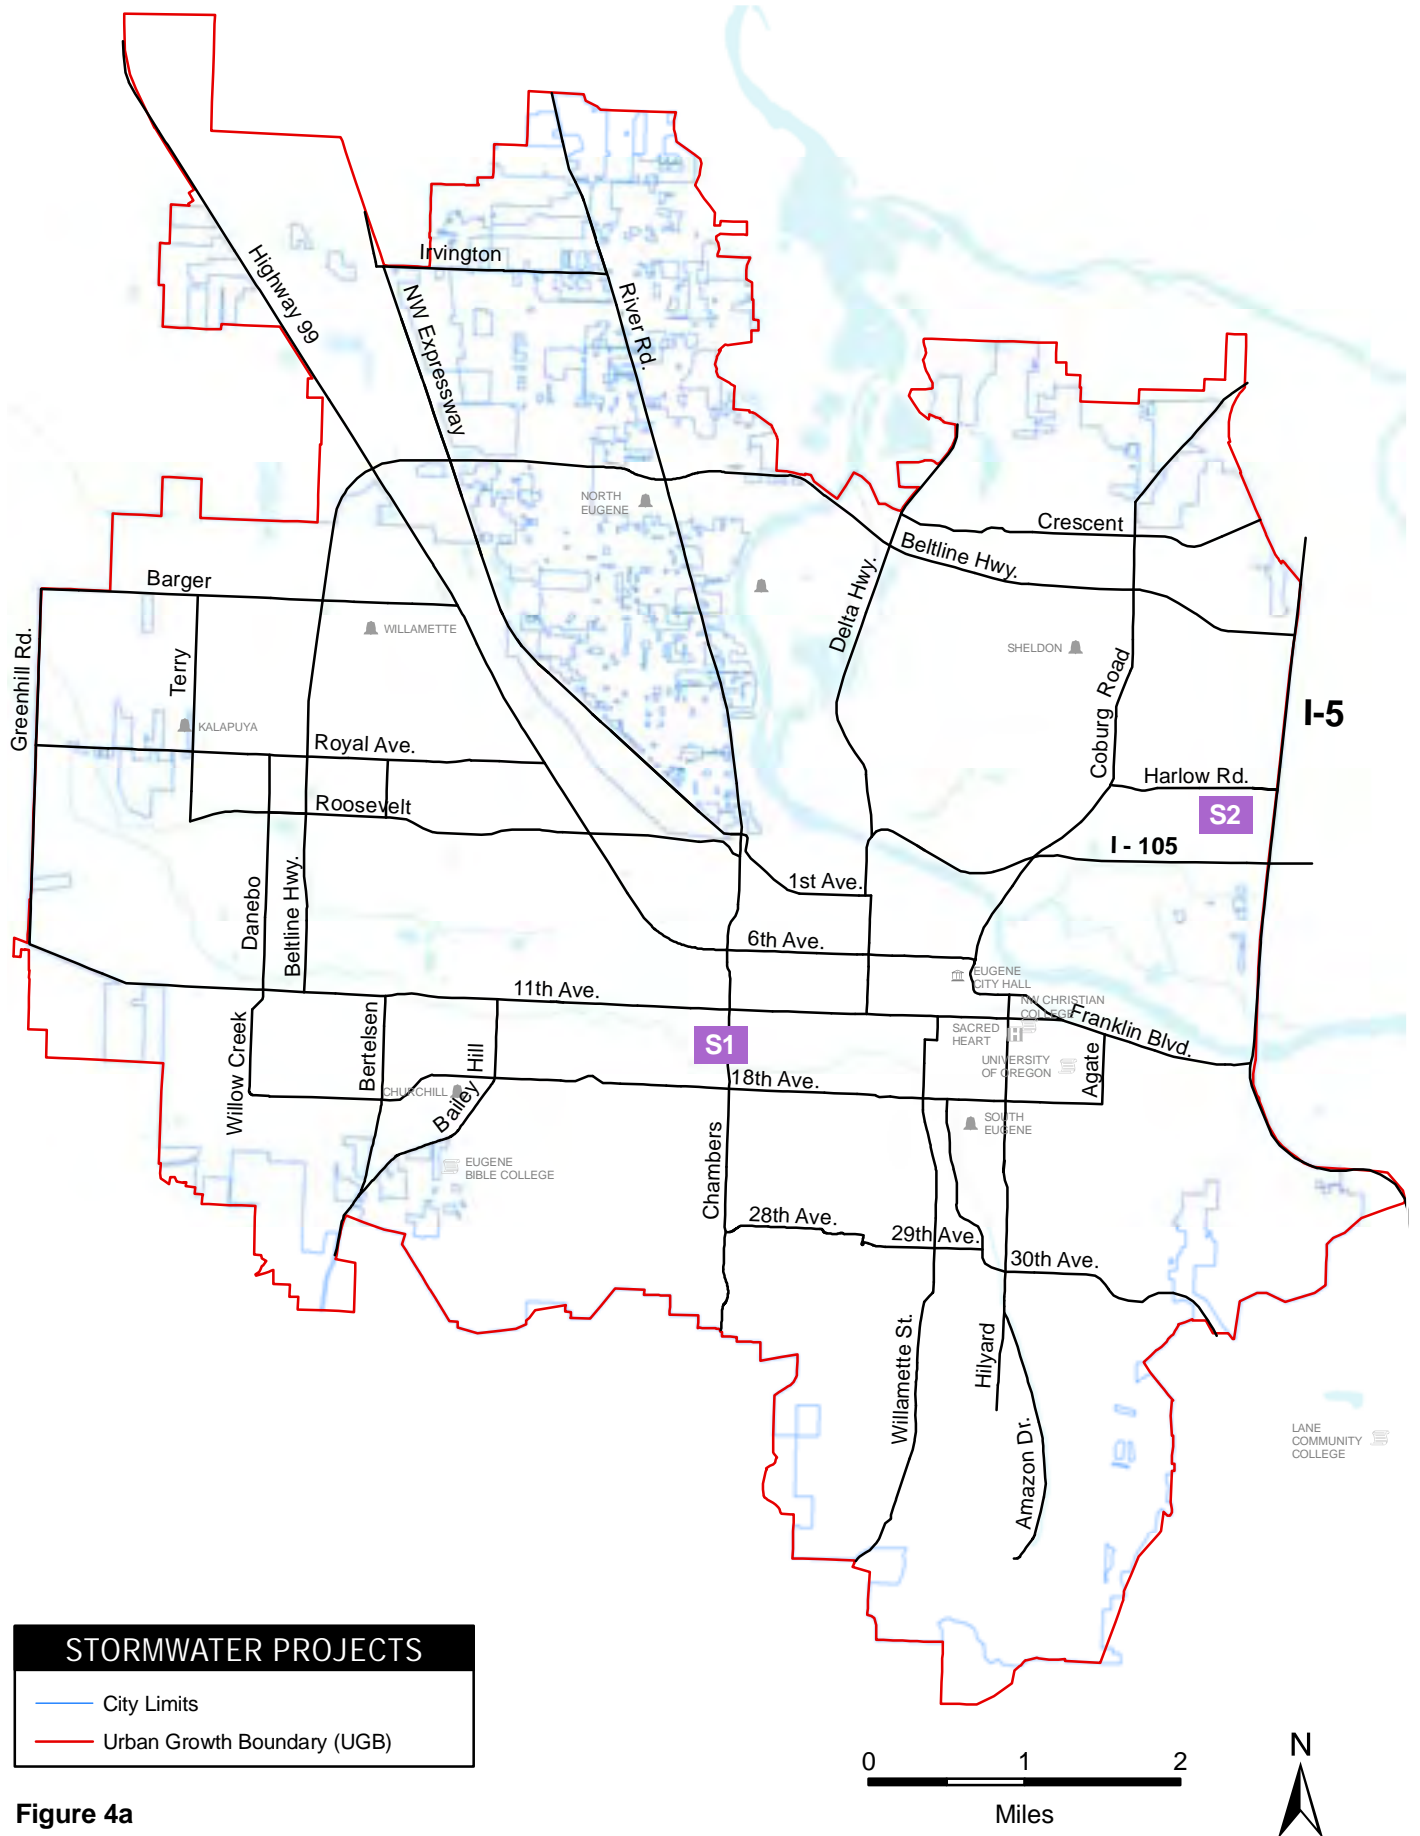 Highway 99
Irvington
NW Expressway
River Rd.
NORTH
EUGENE
Crescent
Beltline Hwy.
Delta Hwy.
Barger
WILLAMETTE
Greenhill Rd.
Terry
KALAPUYA
SHELDON
Coburg Road
I-5
Royal Ave.
Roosevelt
Harlow Rd.
S2
I - 105
1st Ave.
Danebo
Beltline Hwy.
6th Ave.
EUGENE
CITY HALL
11th Ave.
NW CHRISTIAN
COLLEGE
Franklin Blvd.
SACRED
HEART
H
S1
UNIVERSITY
OF OREGON
Agate
Willow Creek
Bertelsen
Bailey Hill
CHURCHILL
18th Ave.
SOUTH
EUGENE
Chambers
EUGENE
BIBLE COLLEGE
28th Ave.
29th Ave.
30th Ave.
Willamette St.
Hilyard
Amazon Dr.
LANE
COMMUNITY
COLLEGE
STORMWATER PROJECTS
City Limits
Urban Growth Boundary (UGB)
0 1 2
Miles
N
Figure 4a